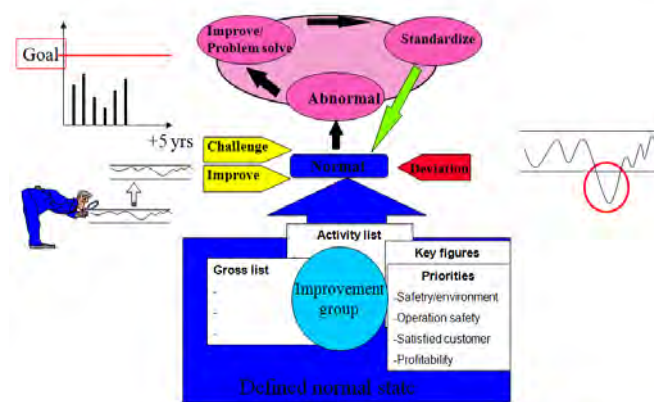 Goal
+5 yrs
Improve/
Problem solve
Standardize
Abnormal
Challenge
Improve
Normal
Deviation
Activity list
Gross list
-
-
-
Improvement
group
Key figures
Priorities
-Safetry/environment
-Operation safety
-Satisfied customer
-Profitability
Defined normal state